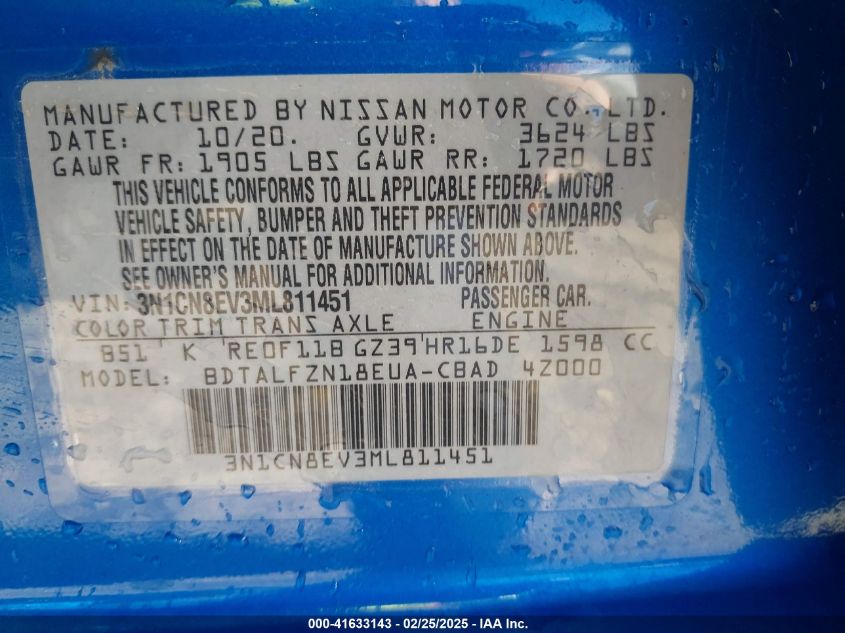 MANUFACTURED BY NISSAN MOTOR CO., LTD.
DATE: 10/20. GVWR: 3624 LBS
GAWR FR: 1905 LBS GAWR RR: 1720 LBS
THIS VEHICLE CONFORMS TO ALL APPLICABLE FEDERAL MOTOR
VEHICLE SAFETY, BUMPER AND THEFT PREVENTION STANDARDS
IN EFFECT ON THE DATE OF MANUFACTURE SHOWN ABOVE.
SEE OWNER'S MANUAL FOR ADDITIONAL INFORMATION.
VIN: 3N1CN8EV3ML811451 PASSENGER CAR.
COLOR TRIM TRANS AXLE ENGINE
B51 K RE0F11B GZ39 HR16DE 1598 CC
MODEL: BDTALFZN18EUA-CBAD 4Z000
3N1CN8EV3ML811451
000-41633143 - 02/25/2025 - IAA Inc.